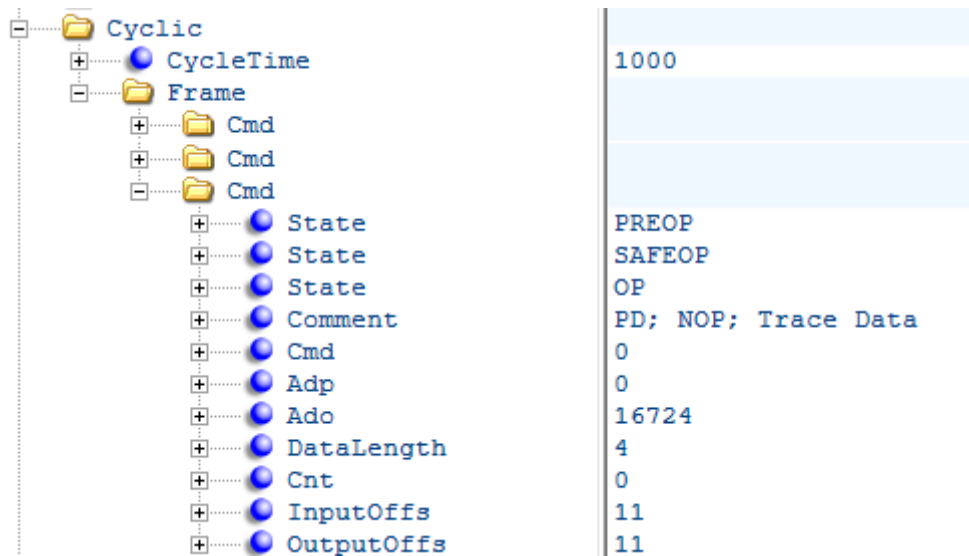 Cyclic
CycleTime 1000
Frame
Cmd
Cmd
Cmd
State PREOP
State SAFEOP
State OP
Comment PD; NOP; Trace Data
Cmd 0
Adp 0
Ado 16724
DataLength 4
Cnt 0
InputOffs 11
OutputOffs 11